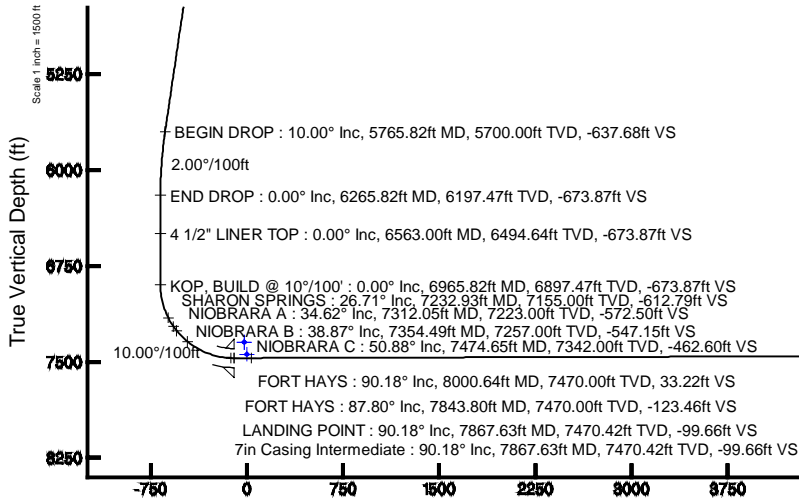 Scale 1 inch = 1500 ft
True Vertical Depth (ft)
5250
6000
6750
7500
8250
BEGIN DROP : 10.00° Inc, 5765.82ft MD, 5700.00ft TVD, -637.68ft VS
2.00°/100ft
END DROP : 0.00° Inc, 6265.82ft MD, 6197.47ft TVD, -673.87ft VS
4 1/2" LINER TOP : 0.00° Inc, 6563.00ft MD, 6494.64ft TVD, -673.87ft VS
KOP, BUILD @ 10°/100' : 0.00° Inc, 6965.82ft MD, 6897.47ft TVD, -673.87ft VS
SHARON SPRINGS : 26.71° Inc, 7232.93ft MD, 7155.00ft TVD, -612.79ft VS
NIOBRARA A : 34.62° Inc, 7312.05ft MD, 7223.00ft TVD, -572.50ft VS
NIOBRARA B : 38.87° Inc, 7354.49ft MD, 7257.00ft TVD, -547.15ft VS
NIOBRARA C : 50.88° Inc, 7474.65ft MD, 7342.00ft TVD, -462.60ft VS
10.00°/100ft
FORT HAYS : 90.18° Inc, 8000.64ft MD, 7470.00ft TVD, 33.22ft VS
FORT HAYS : 87.80° Inc, 7843.80ft MD, 7470.00ft TVD, -123.46ft VS
LANDING POINT : 90.18° Inc, 7867.63ft MD, 7470.42ft TVD, -99.66ft VS
7in Casing Intermediate : 90.18° Inc, 7867.63ft MD, 7470.42ft TVD, -99.66ft VS
-750 0 750 1500 2250 3000 3750